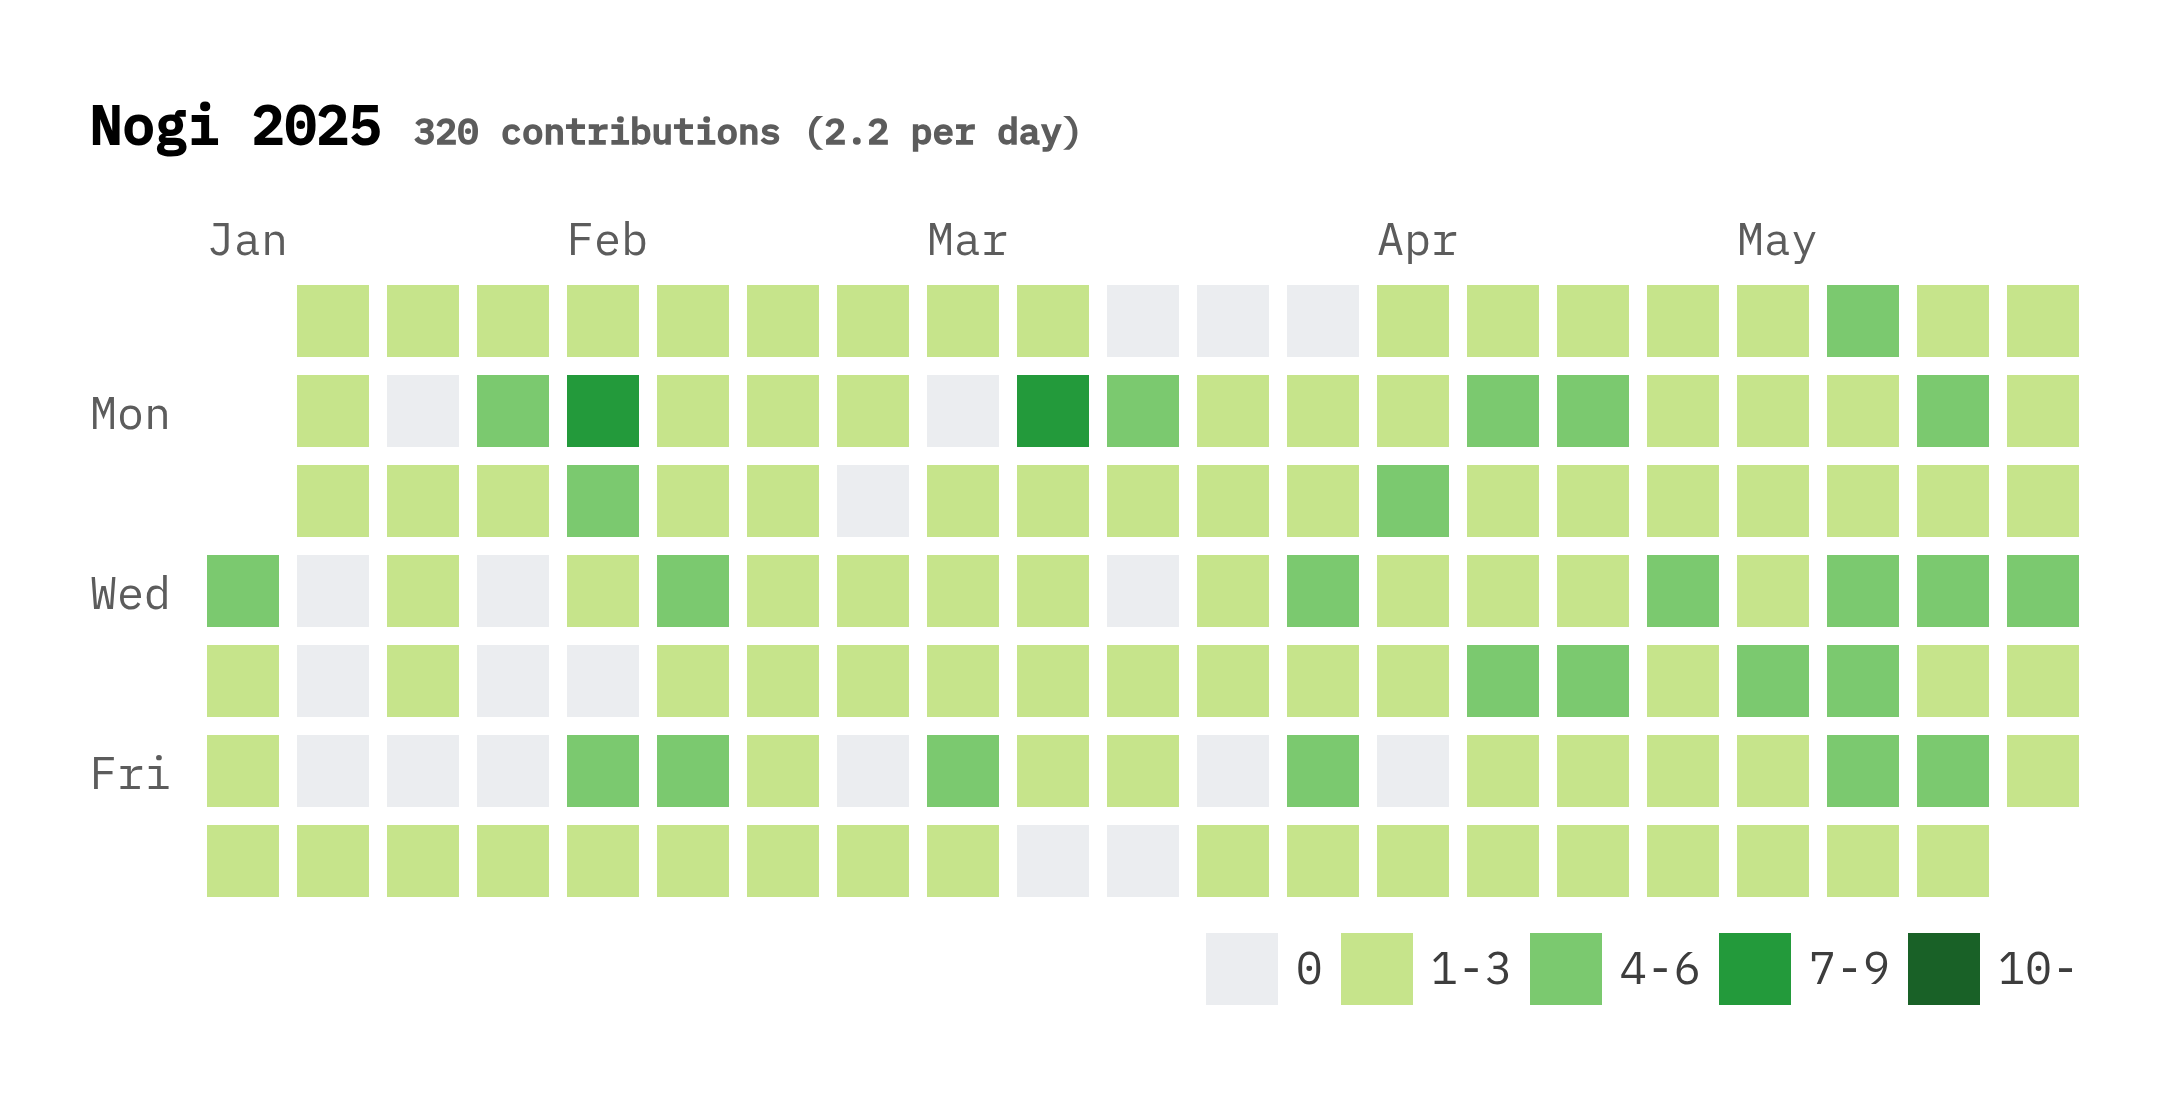 Nogi 2025 320 contributions (2.2 per day)
Jan Feb Mar Apr May
Mon
Wed
Fri
0 1-3 4-6 7-9 10-